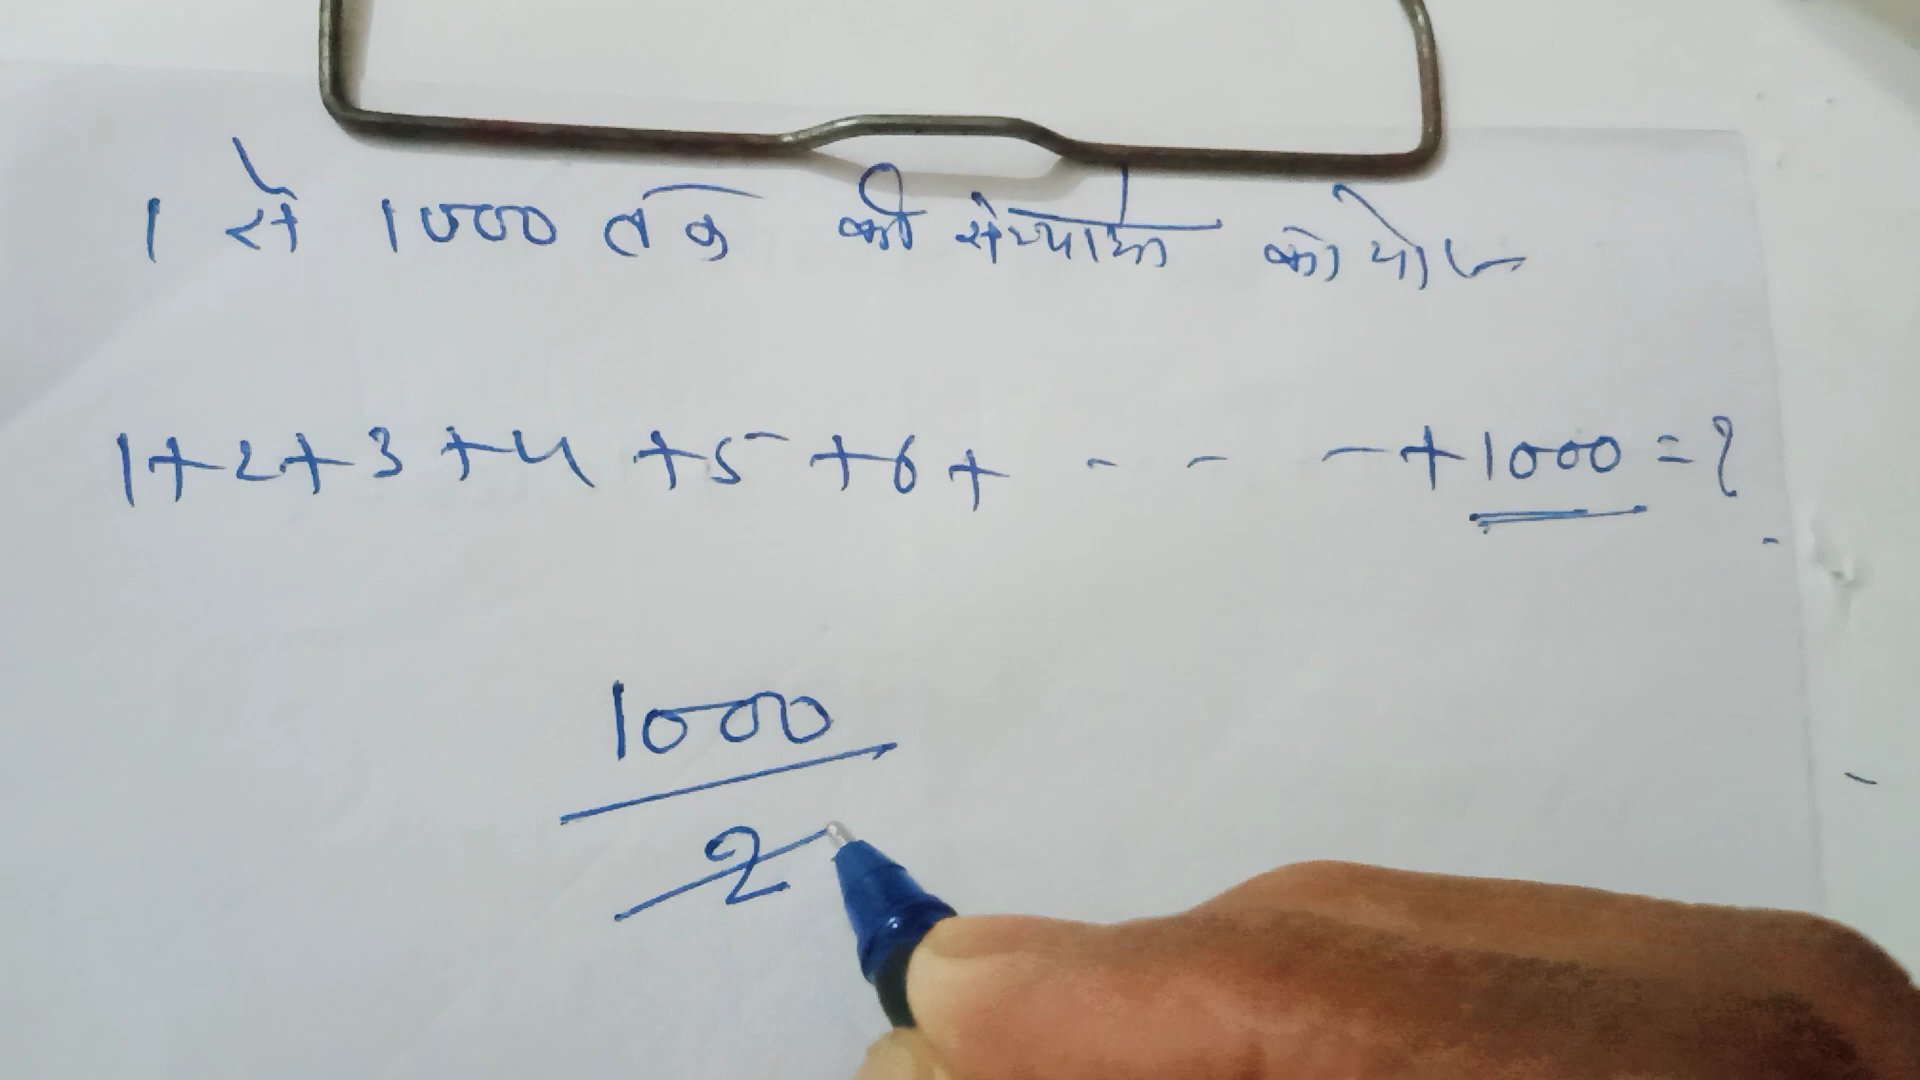 1 से 1000 तक की संख्याओं को योग
1+2+3+4+5+6+ - - - +1000=?
1000
2